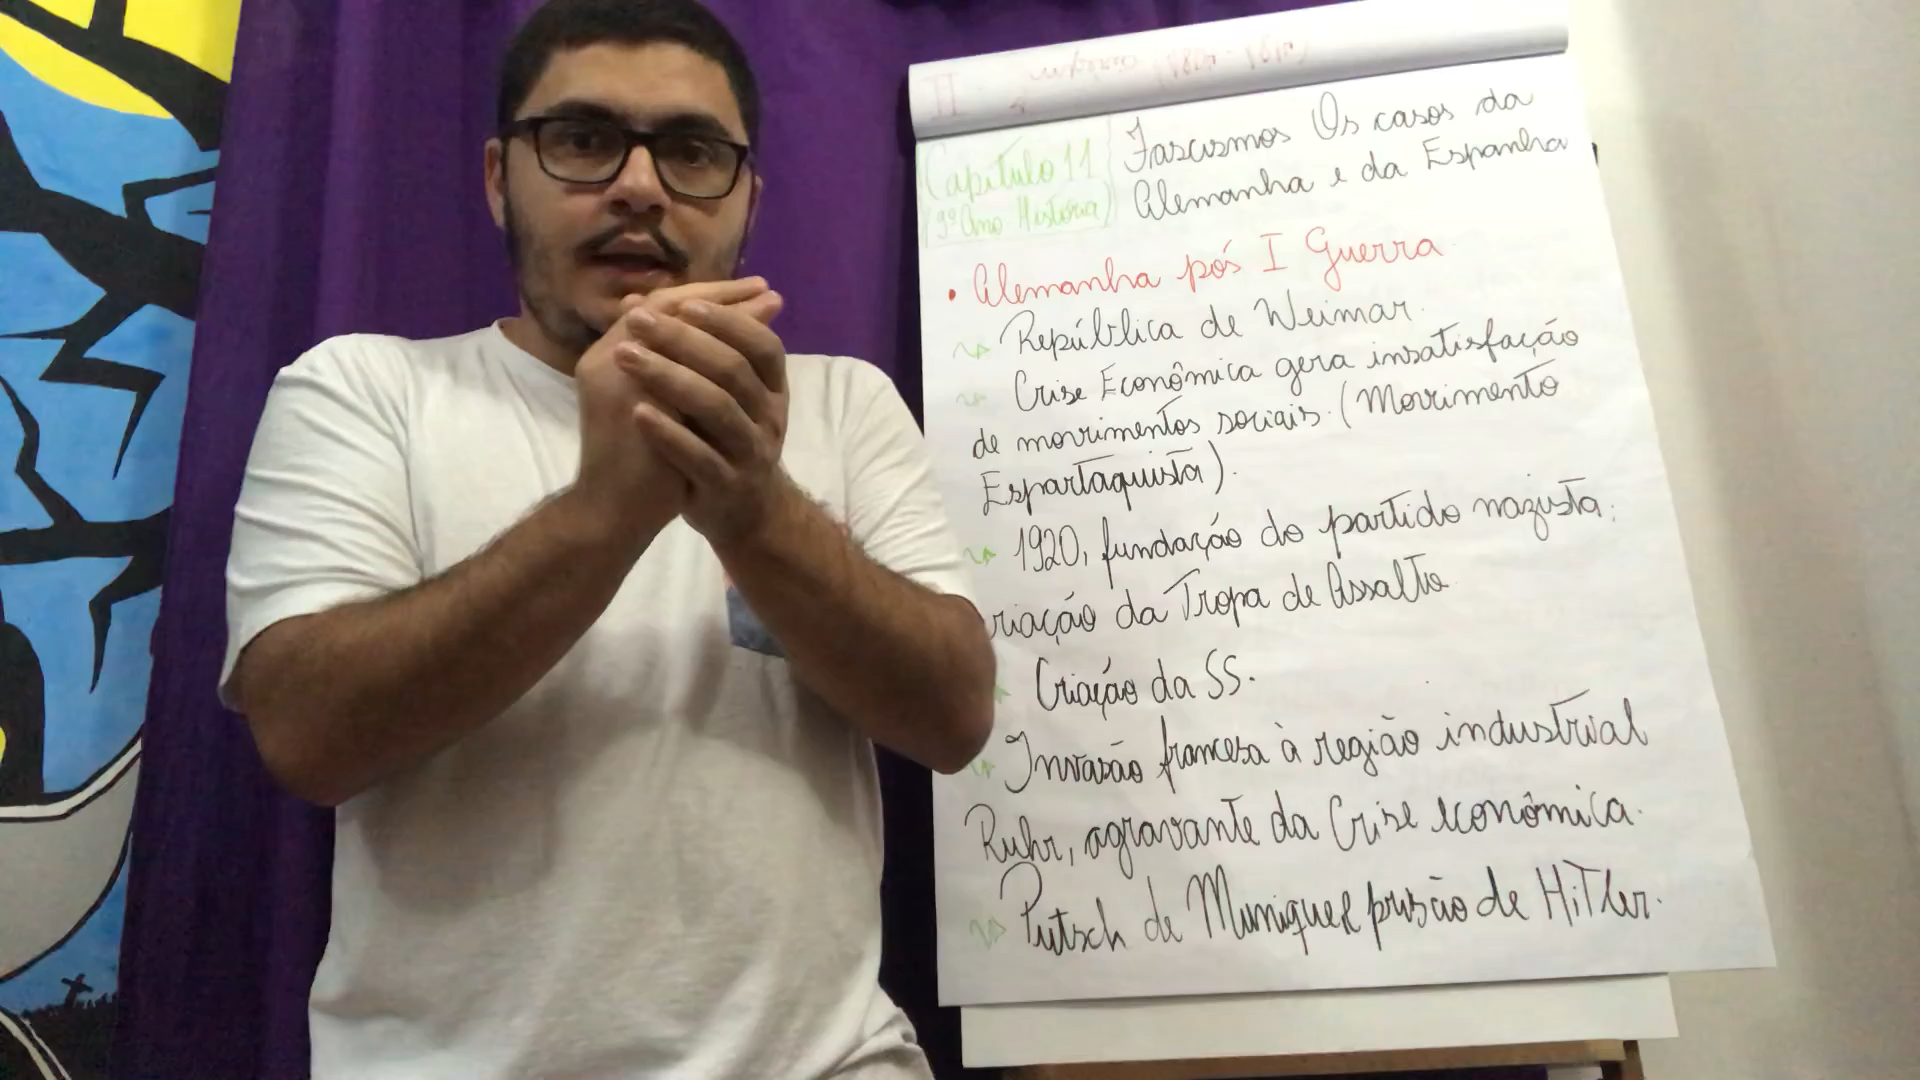 Capítulo 11
(9º Ano História)
Fascismos Os casos da
Alemanha e da Espanha
• Alemanha pós I Guerra
República de Weimar.
Crise Econômica gera insatisfação
de movimentos sociais. (Movimento
Espartaquista).
1920, fundação do partido nazista:
riação da Tropa de Assalto
Criação da SS.
Invasão francesa à região industrial
Ruhr, agravante da Crise econômica.
Putsch de Munique prisão de Hitler.